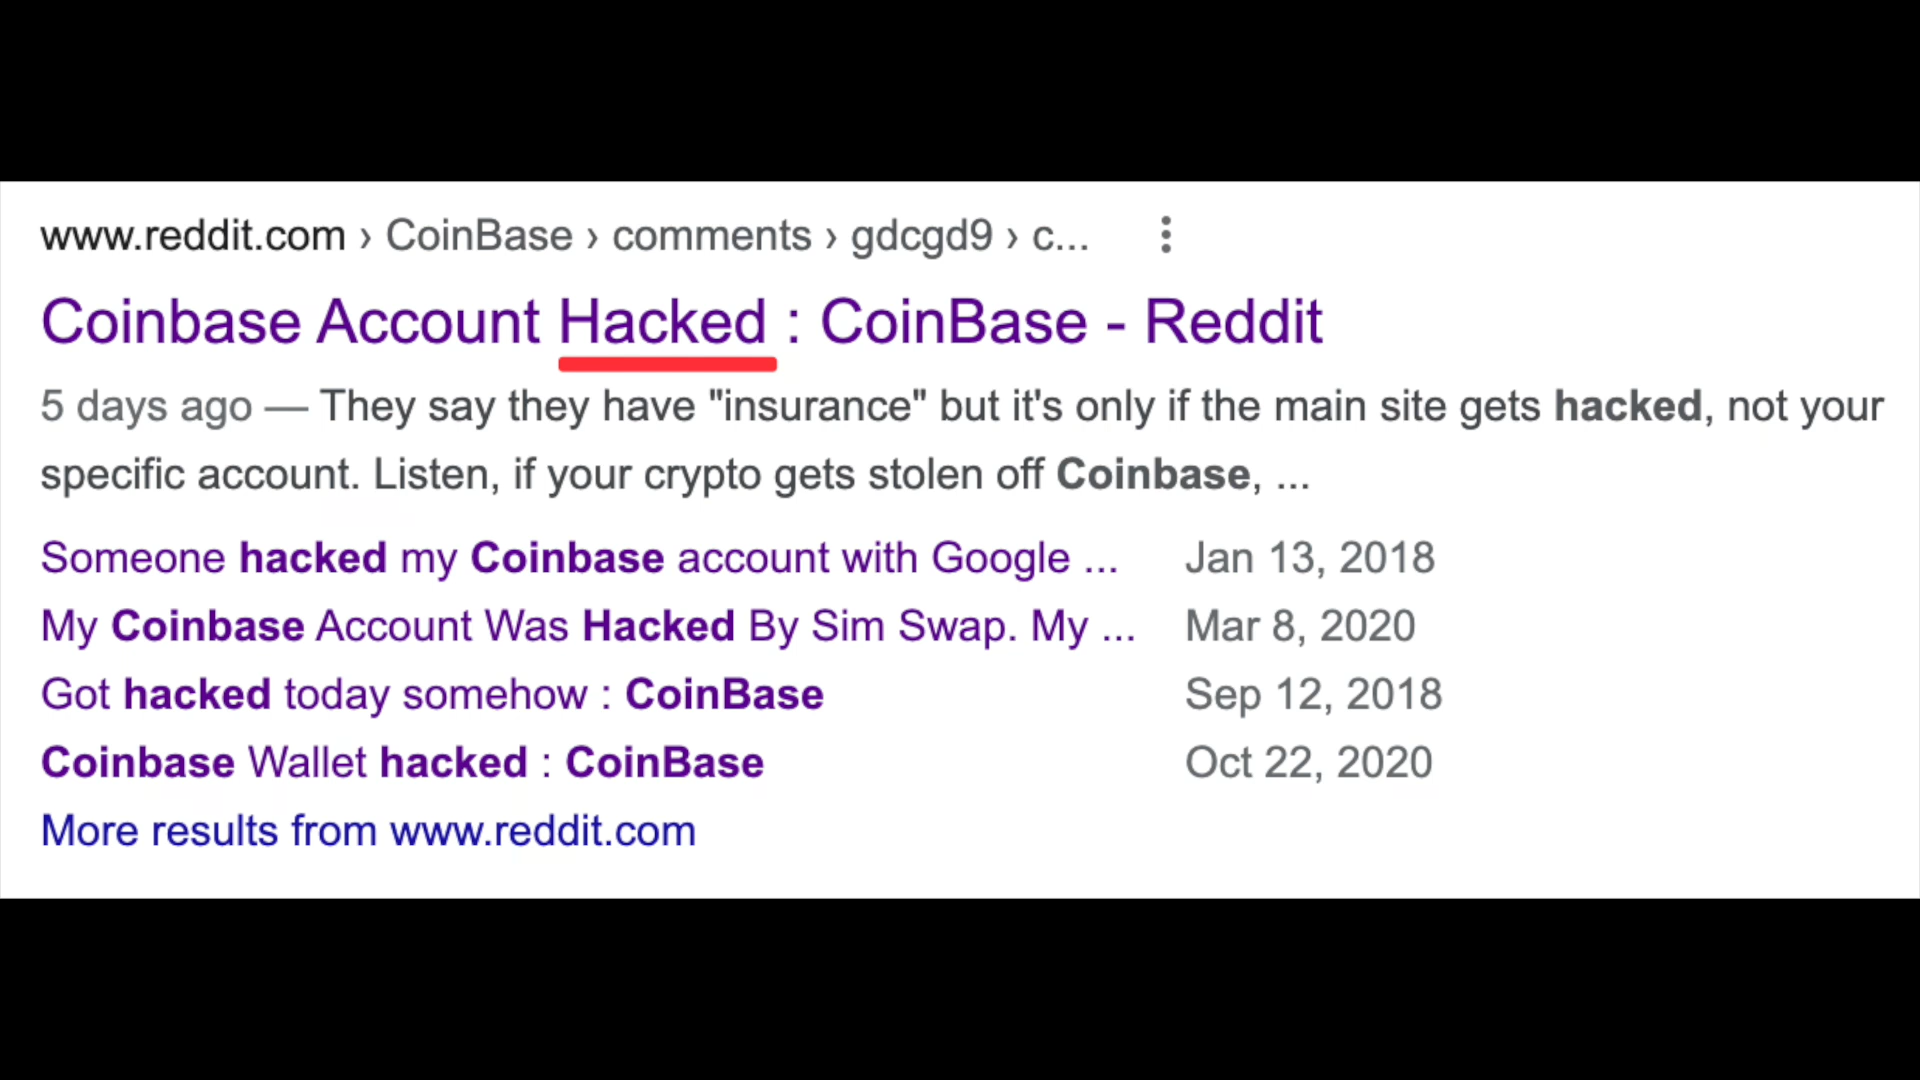 www.reddit.com › CoinBase › comments › gdcgd9 › c...
Coinbase Account Hacked : CoinBase - Reddit
5 days ago — They say they have "insurance" but it's only if the main site gets hacked, not your
specific account. Listen, if your crypto gets stolen off Coinbase, ...
Someone hacked my Coinbase account with Google ... Jan 13, 2018
My Coinbase Account Was Hacked By Sim Swap. My ... Mar 8, 2020
Got hacked today somehow : CoinBase Sep 12, 2018
Coinbase Wallet hacked : CoinBase Oct 22, 2020
More results from www.reddit.com